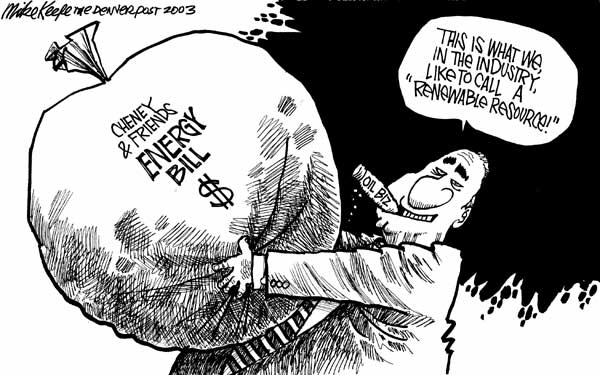 Mike Keefe THE DENVER POST 2003
THIS IS WHAT WE
IN THE INDUSTRY,
LIKE TO CALL A
"RENEWABLE RESOURCE!"
CHENEY
& FRIENDS
ENERGY
BILL
$
OIL BIZ